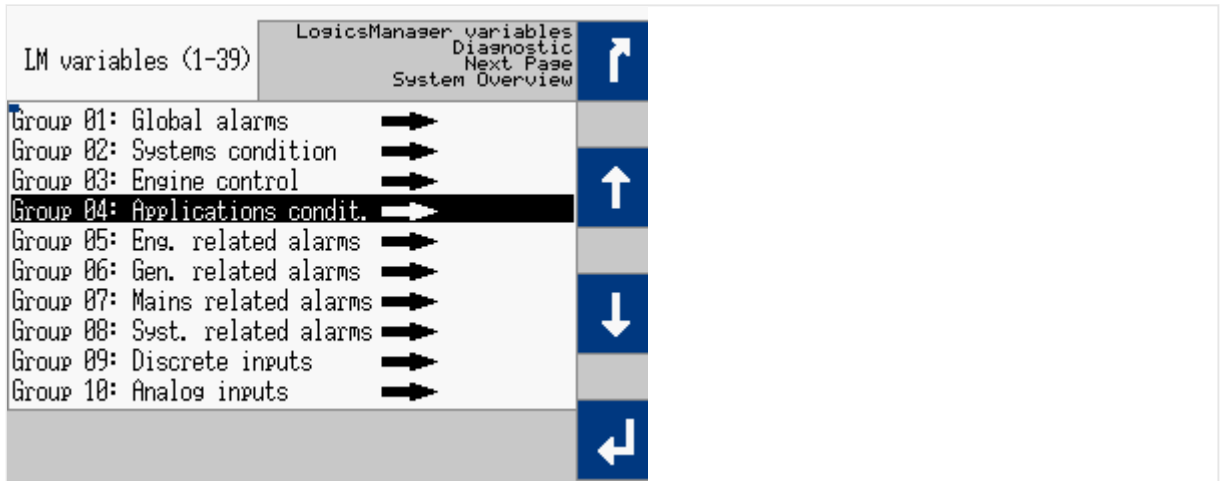 LM variables (1-39)
LogicsManager variables
Diagnostic
Next Page
System Overview
Group 01: Global alarms
Group 02: Systems condition
Group 03: Engine control
Group 04: Applications condit.
Group 05: Eng. related alarms
Group 06: Gen. related alarms
Group 07: Mains related alarms
Group 08: Syst. related alarms
Group 09: Discrete inputs
Group 10: Analog inputs